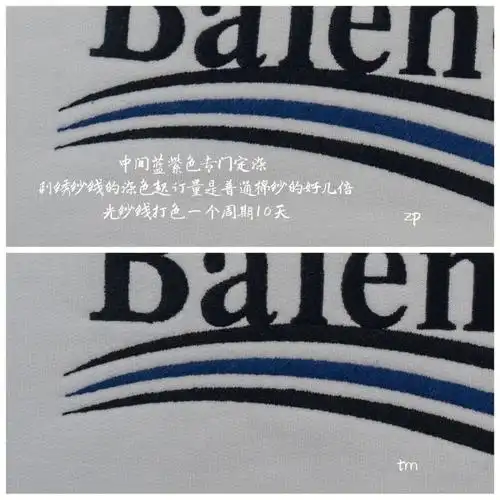 Balen
中间蓝紫色专门定染
刺绣纱线的染色起订量是普通棉纱的好几倍
光纱线打色一个周期10天
zp
Balen
tm